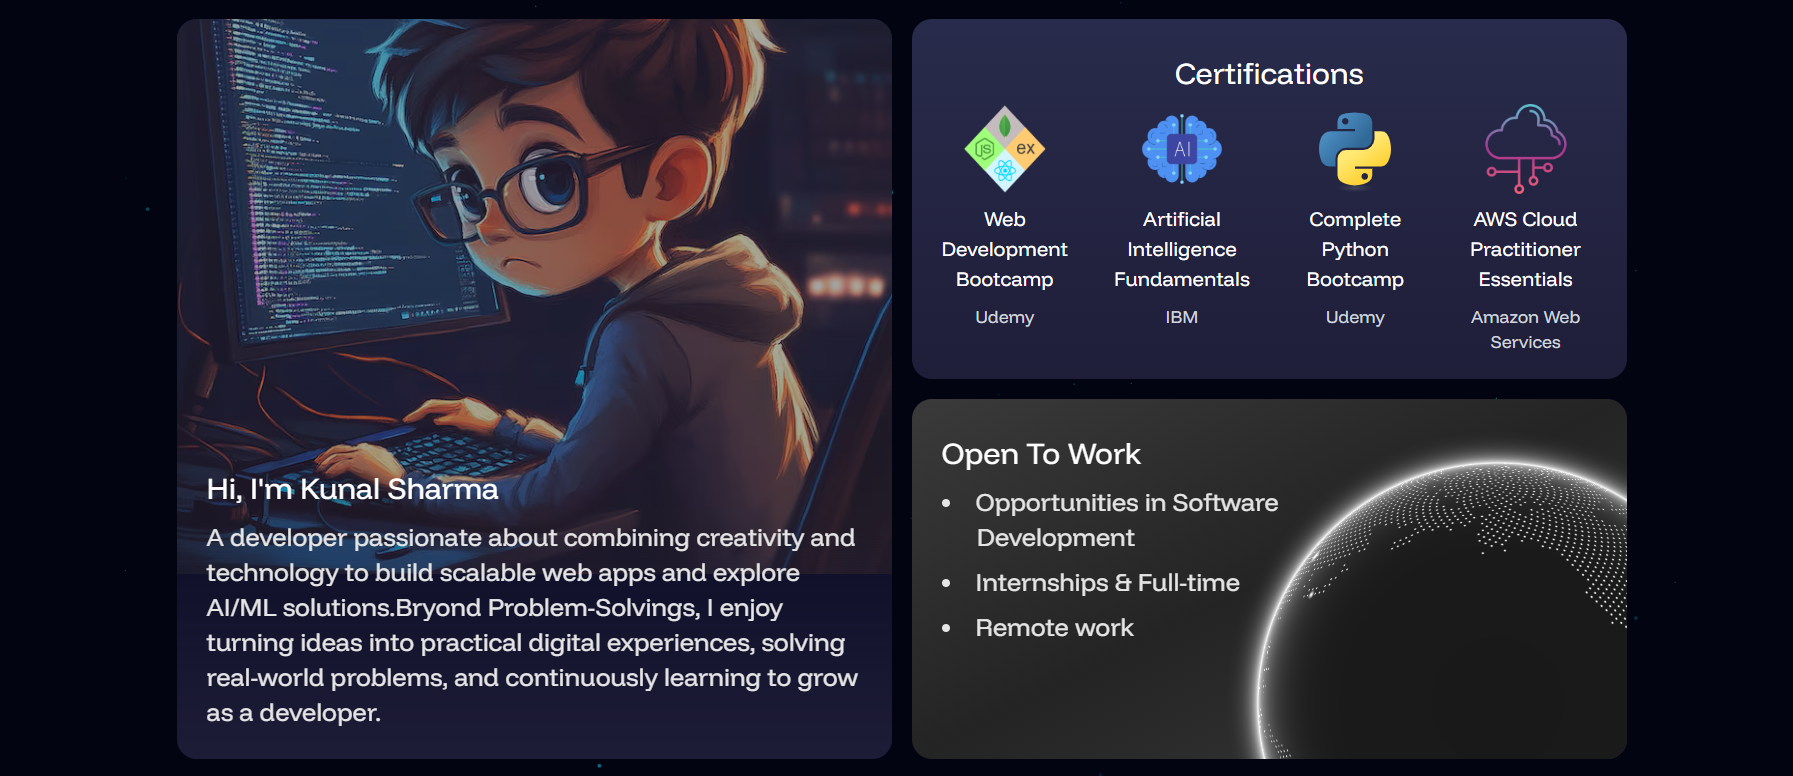 Hi, I'm Kunal Sharma
A developer passionate about combining creativity and
technology to build scalable web apps and explore
AI/ML solutions.Bryond Problem-Solvings, I enjoy
turning ideas into practical digital experiences, solving
real-world problems, and continuously learning to grow
as a developer.
Certifications
JS
ex
AI
Web
Development
Bootcamp
Udemy
Artificial
Intelligence
Fundamentals
IBM
Complete
Python
Bootcamp
Udemy
AWS Cloud
Practitioner
Essentials
Amazon Web
Services
Open To Work
• Opportunities in Software
Development
• Internships & Full-time
• Remote work